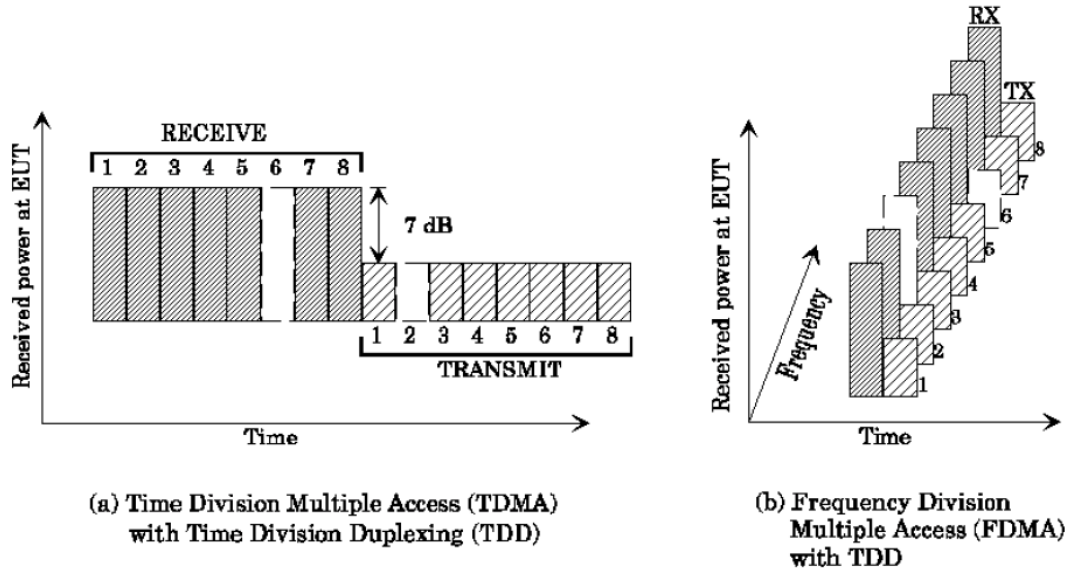 RECEIVE
1 2 3 4 5 6 7 8
7 dB
1 2 3 4 5 6 7 8
TRANSMIT
Received power at EUT
Time
(a) Time Division Multiple Access (TDMA)
with Time Division Duplexing (TDD)
RX
TX
8
7
6
5
4
3
2
1
Received power at EUT
Frequency
Time
(b) Frequency Division
Multiple Access (FDMA)
with TDD